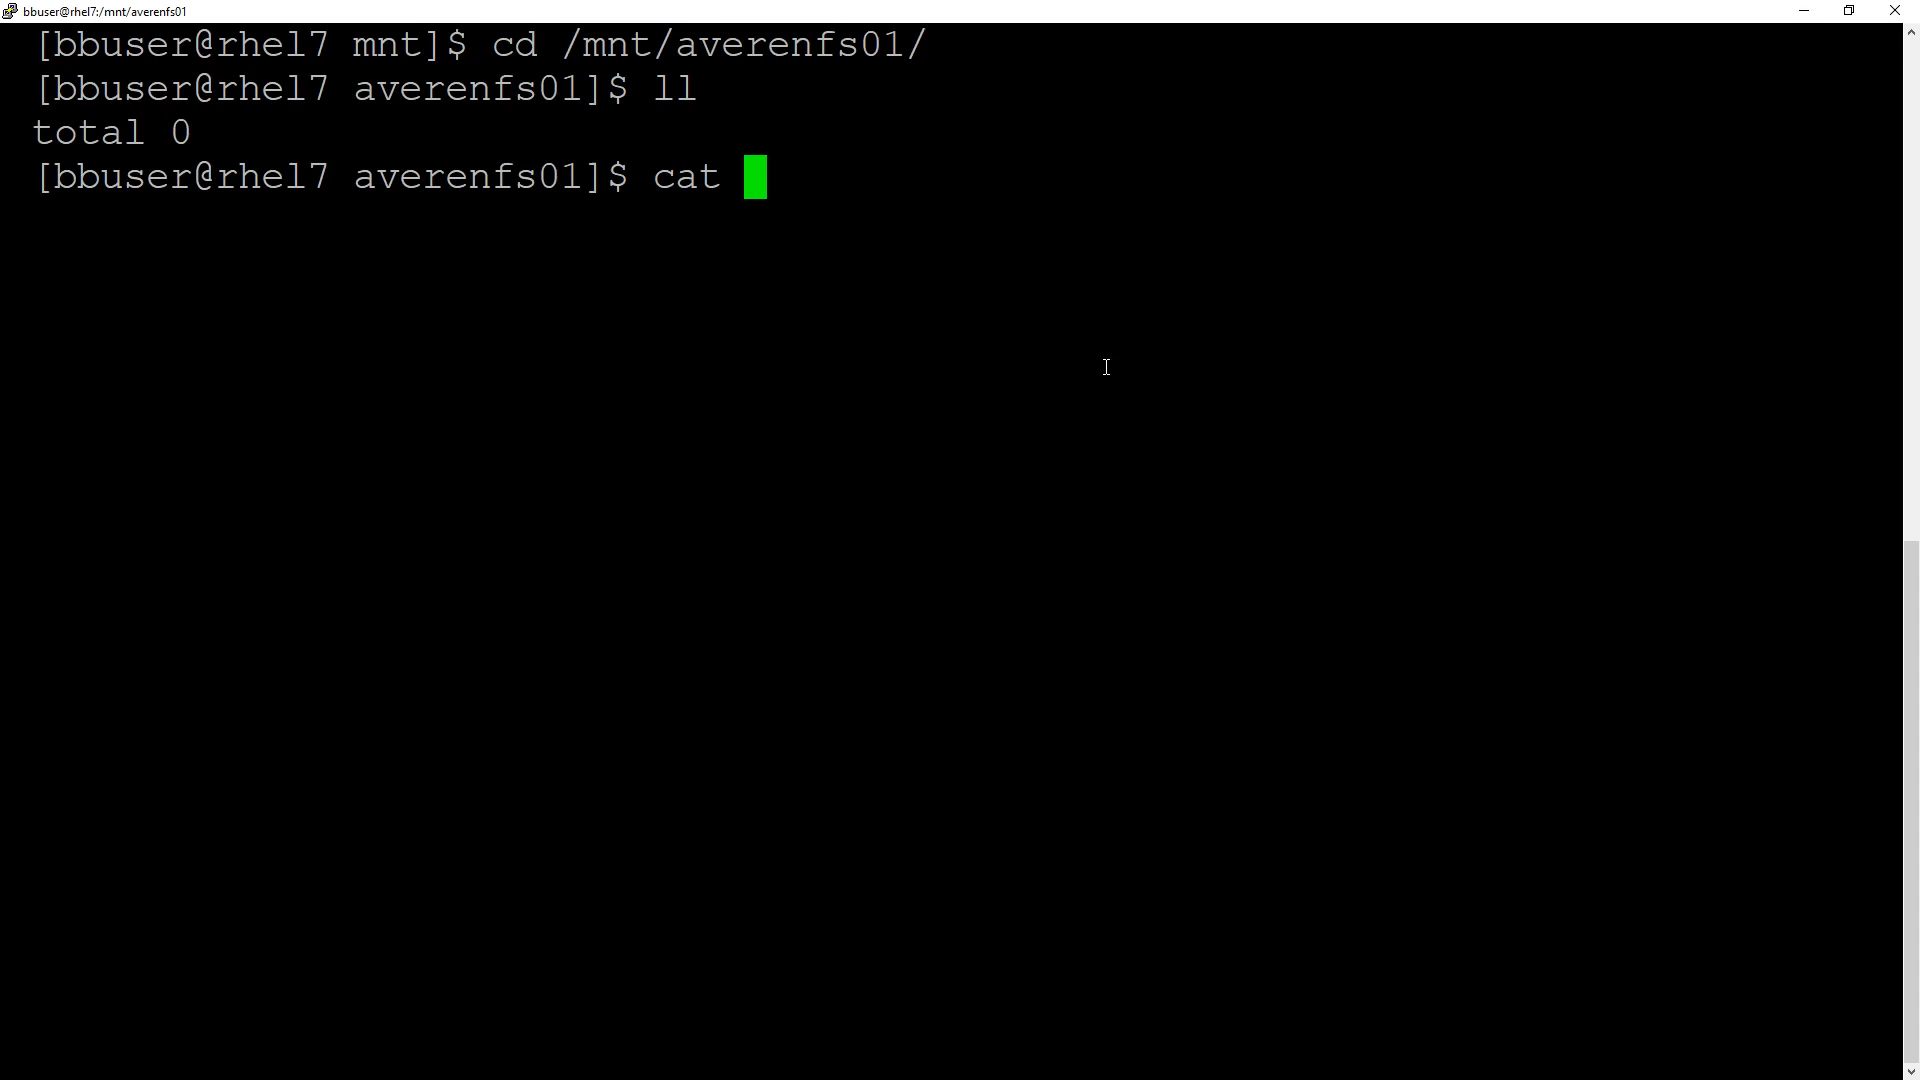 bbuser@rhel7:/mnt/averenfs01
[bbuser@rhel7 mnt]$ cd /mnt/averenfs01/
[bbuser@rhel7 averenfs01]$ ll
total 0
[bbuser@rhel7 averenfs01]$ cat